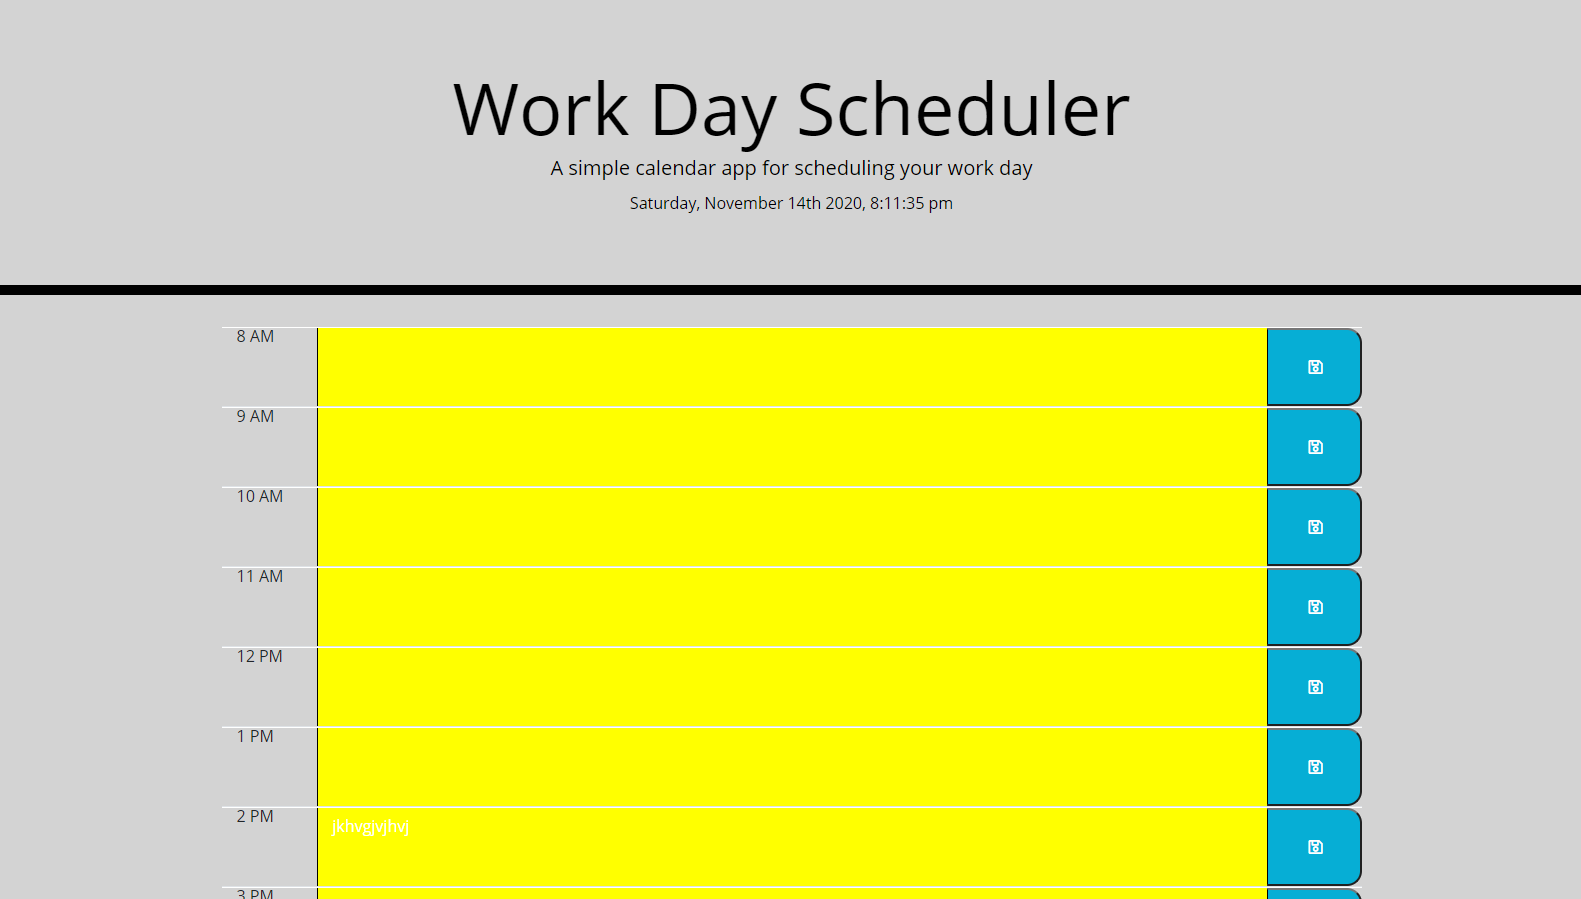 Work Day Scheduler
A simple calendar app for scheduling your work day
Saturday, November 14th 2020, 8:11:35 pm
8 AM
9 AM
10 AM
11 AM
12 PM
1 PM
2 PM
jkhvgjvjhvj
3 PM